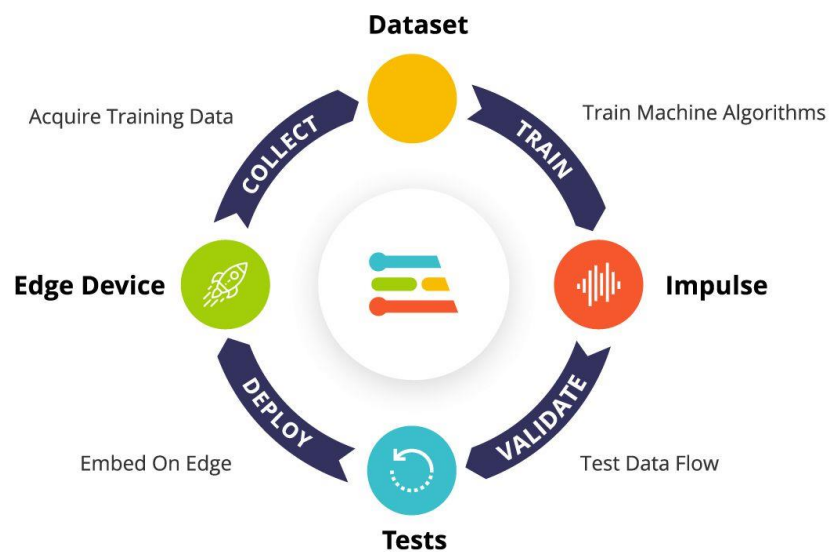 Dataset
Acquire Training Data
COLLECT
TRAIN
Train Machine Algorithms
Edge Device
Impulse
DEPLOY
VALIDATE
Embed On Edge
Test Data Flow
Tests